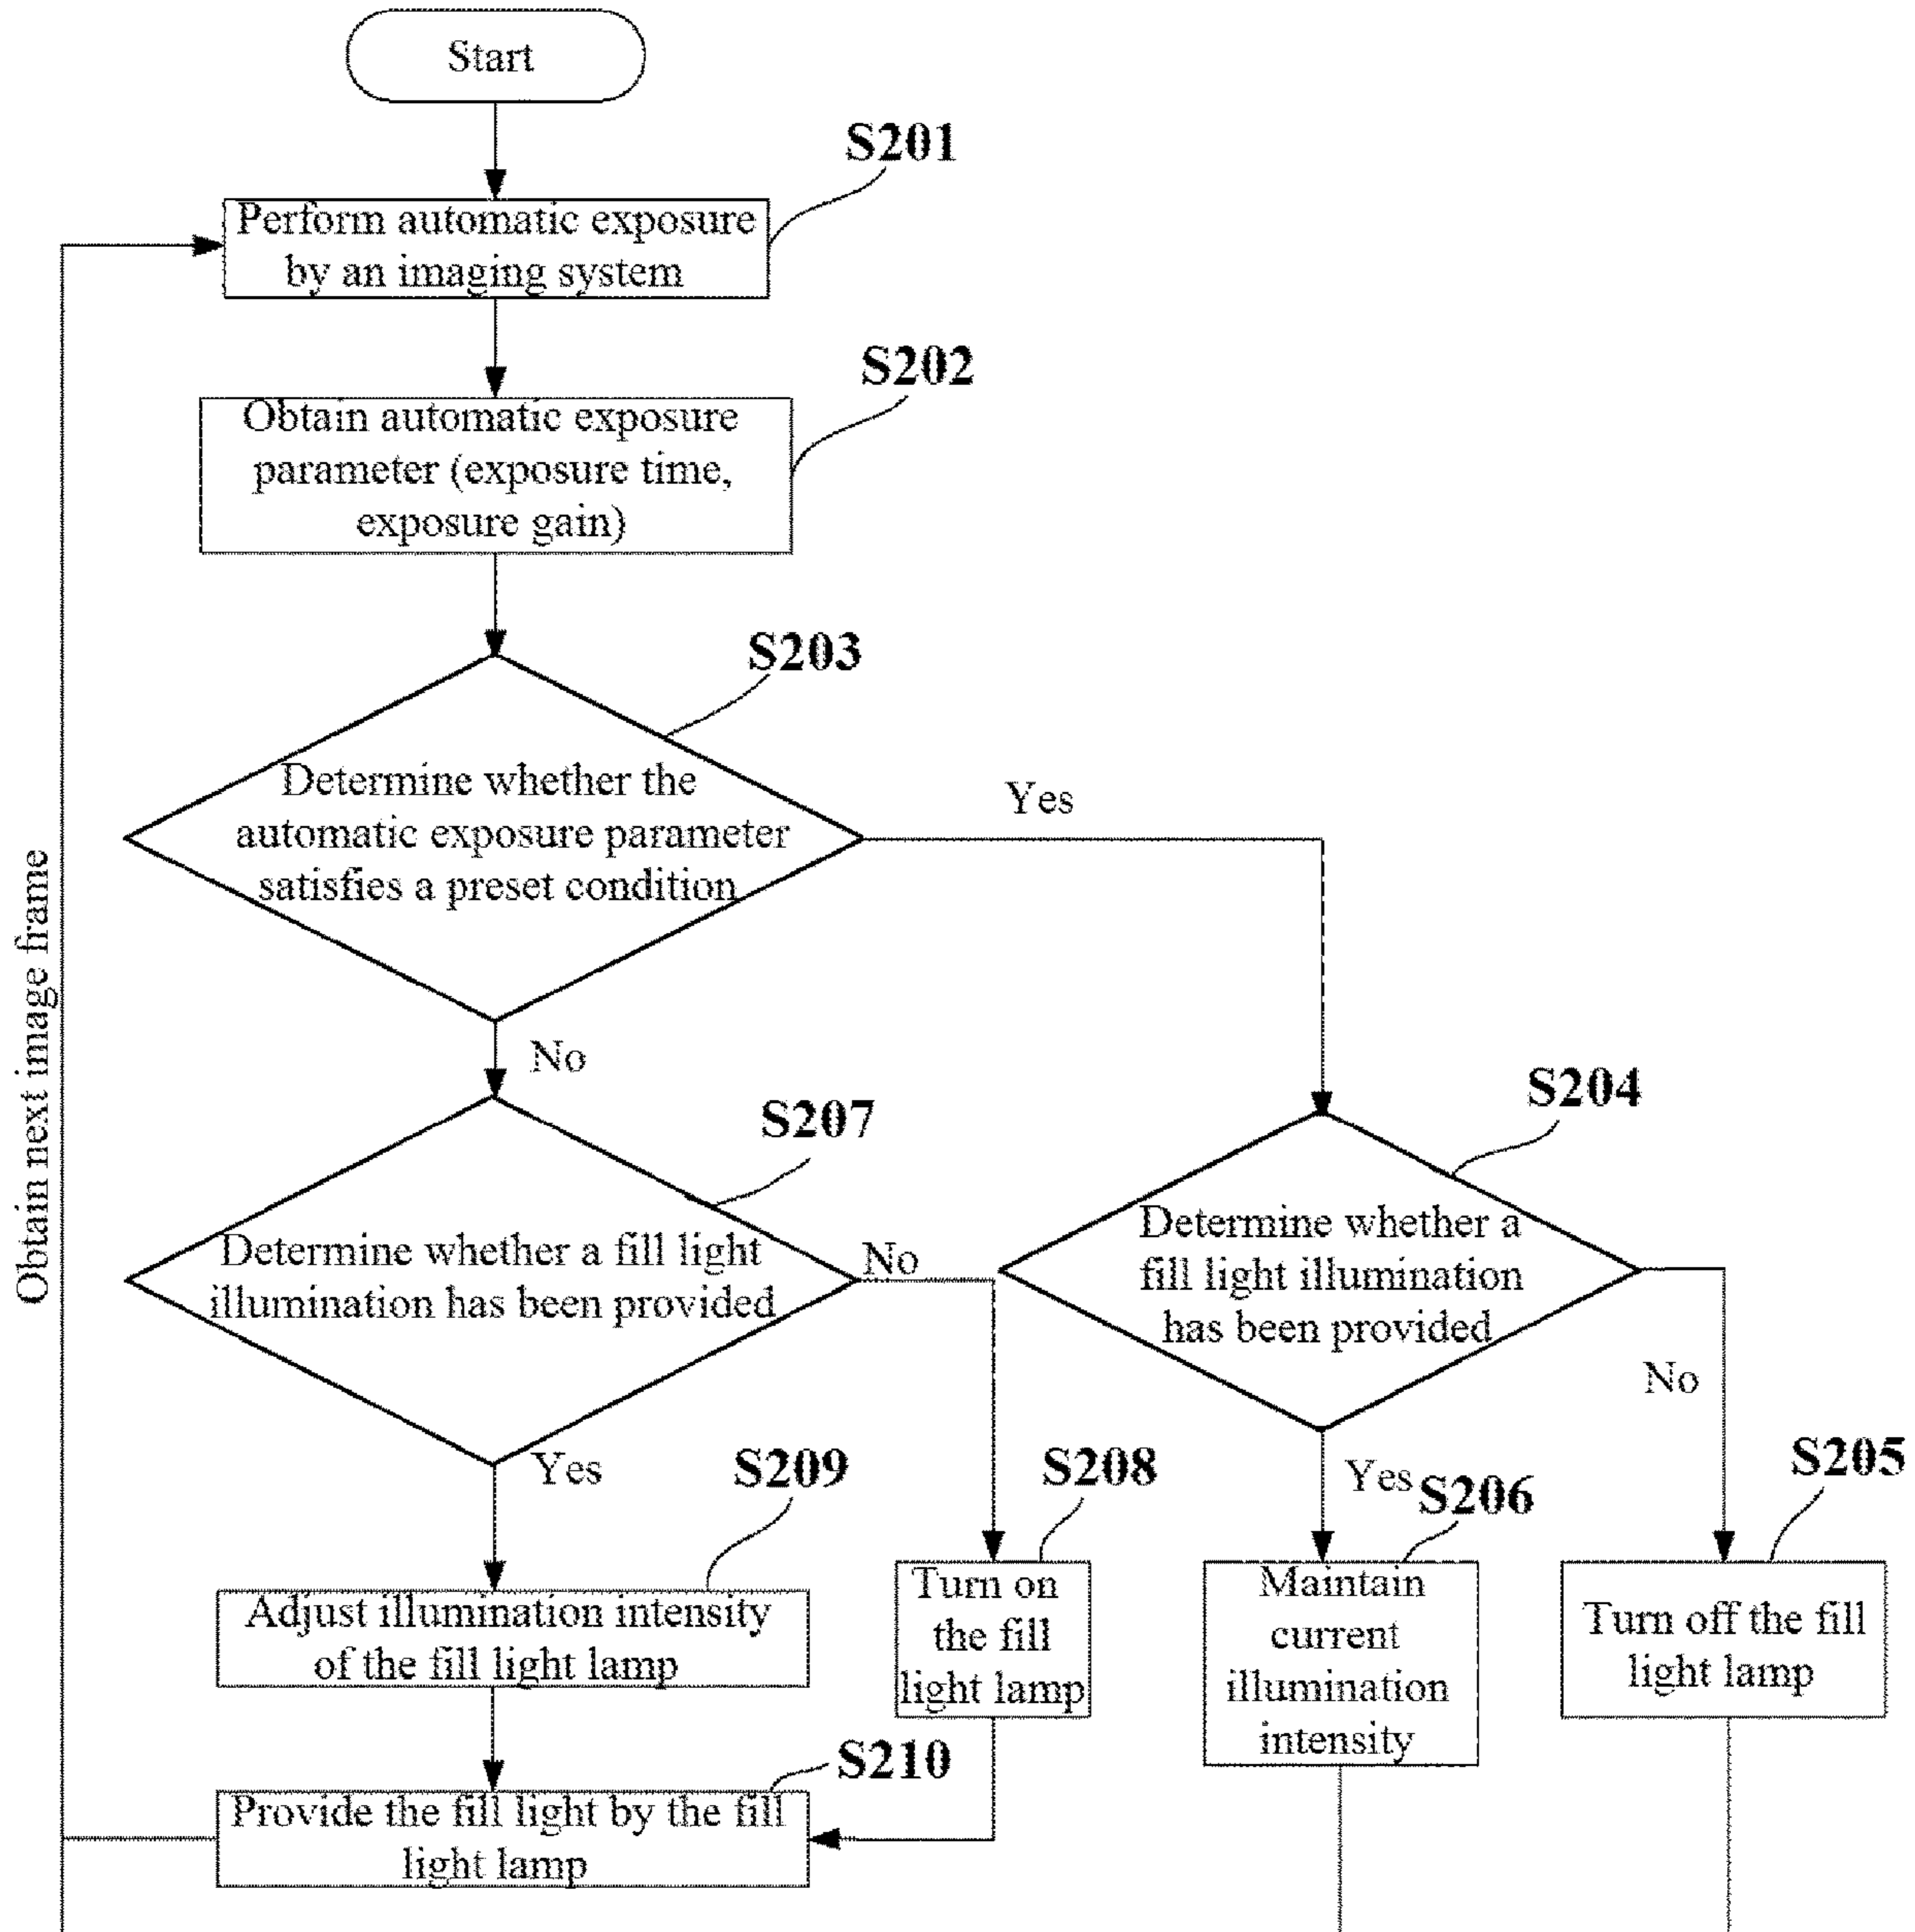 Start
S201
Perform automatic exposure
by an imaging system
S202
Obtain automatic exposure
parameter (exposure time,
exposure gain)
S203
Determine whether the
automatic exposure parameter
satisfies a preset condition
Yes
No
Obtain next image frame
S207
Determine whether a fill light
illumination has been provided
No
S204
Determine whether a
fill light illumination
has been provided
No
Yes
S209
S208
Yes
S206
S205
Adjust illumination intensity
of the fill light lamp
Turn on
the fill
light lamp
Maintain
current
illumination
intensity
Turn off the fill
light lamp
S210
Provide the fill light by the fill
light lamp